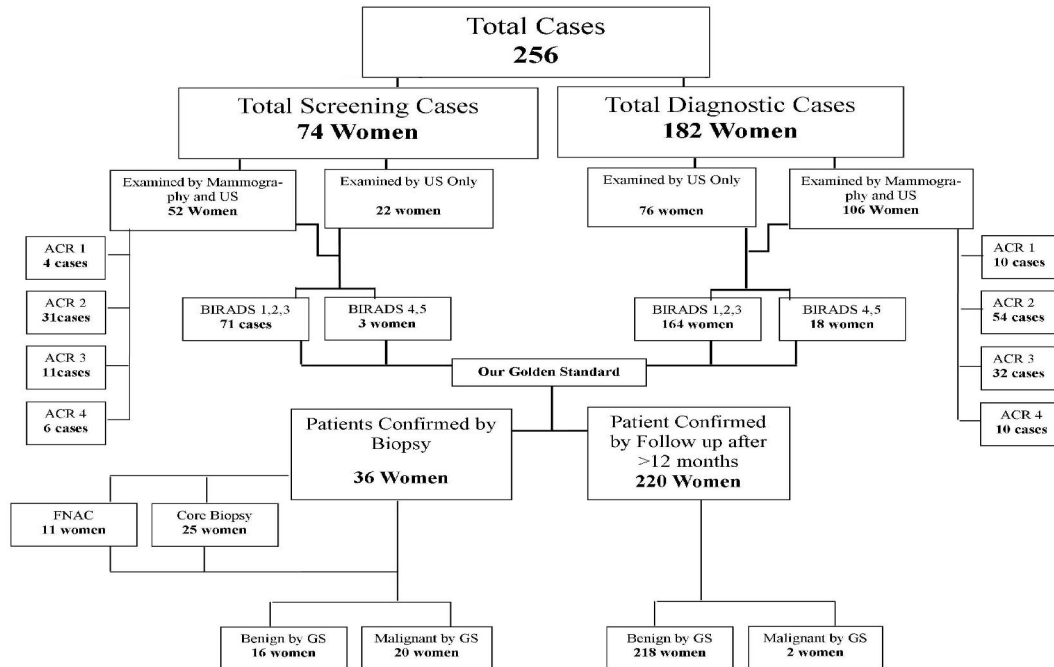 Total Cases
256
Total Screening Cases
74 Women
Total Diagnostic Cases
182 Women
Examined by Mammogra-
phy and US
52 Women
Examined by US Only
22 women
Examined by US Only
76 women
Examined by Mammogra-
phy and US
106 Women
ACR 1
4 cases
ACR 2
31cases
ACR 3
11cases
ACR 4
6 cases
ACR 1
10 cases
ACR 2
54 cases
ACR 3
32 cases
ACR 4
10 cases
BIRADS 1,2,3
71 cases
BIRADS 4,5
3 women
BIRADS 1,2,3
164 women
BIRADS 4,5
18 women
Our Golden Standard
Patients Confirmed by
Biopsy
36 Women
Patient Confirmed
by Follow up after
>12 months
220 Women
FNAC
11 women
Core Biopsy
25 women
Benign by GS
16 women
Malignant by GS
20 women
Benign by GS
218 women
Malignant by GS
2 women